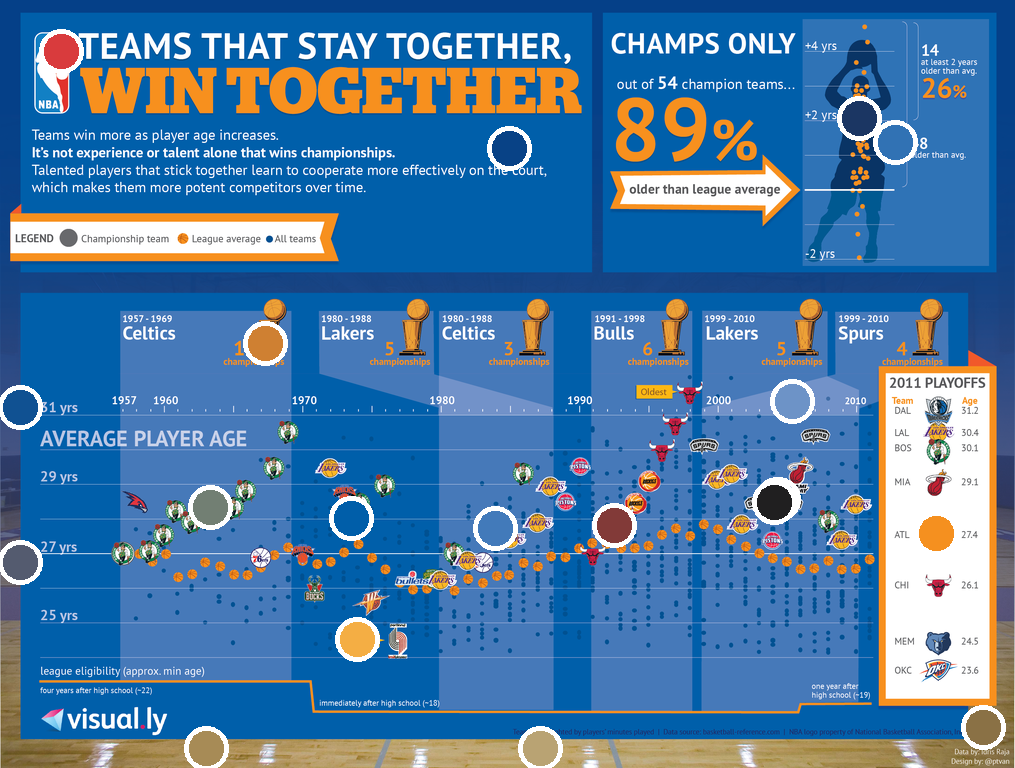 TEAMS THAT STAY TOGETHER,
WIN TOGETHER
NBA
Teams win more as player age increases.
It's not experience or talent alone that wins championships.
Talented players that stick together learn to cooperate more effectively on the court,
which makes them more potent competitors over time.
LEGEND Championship team League average All teams
CHAMPS ONLY
out of 54 champion teams...
89%
older than league average
+4 yrs
+2 yrs
-2 yrs
14
at least 2 years
older than avg.
26%
8
older than avg.
1957 - 1969
Celtics
championships
1980 - 1988
Lakers
5
championships
1980 - 1988
Celtics
3
championships
1991 - 1998
Bulls
6
championships
1999 - 2010
Lakers
5
championships
1999 - 2010
Spurs
4
championships
1957 1960 1970 1980 1990 2000 2010
Oldest
31 yrs
AVERAGE PLAYER AGE
29 yrs
27 yrs
25 yrs
2011 PLAYOFFS
Team Age
DAL 31.2
LAL 30.4
BOS 30.1
MIA 29.1
ATL 27.4
CHI 26.1
MEM 24.5
OKC 23.6
league eligibility (approx. min age)
four years after high school (~22)
immediately after high school (~18)
one year after
high school (~19)
visual.ly
by players' minutes played | Data source: basketball-reference.com | NBA logo property of National Basketball Association,
Data by: Raja
Design by: @ptvan